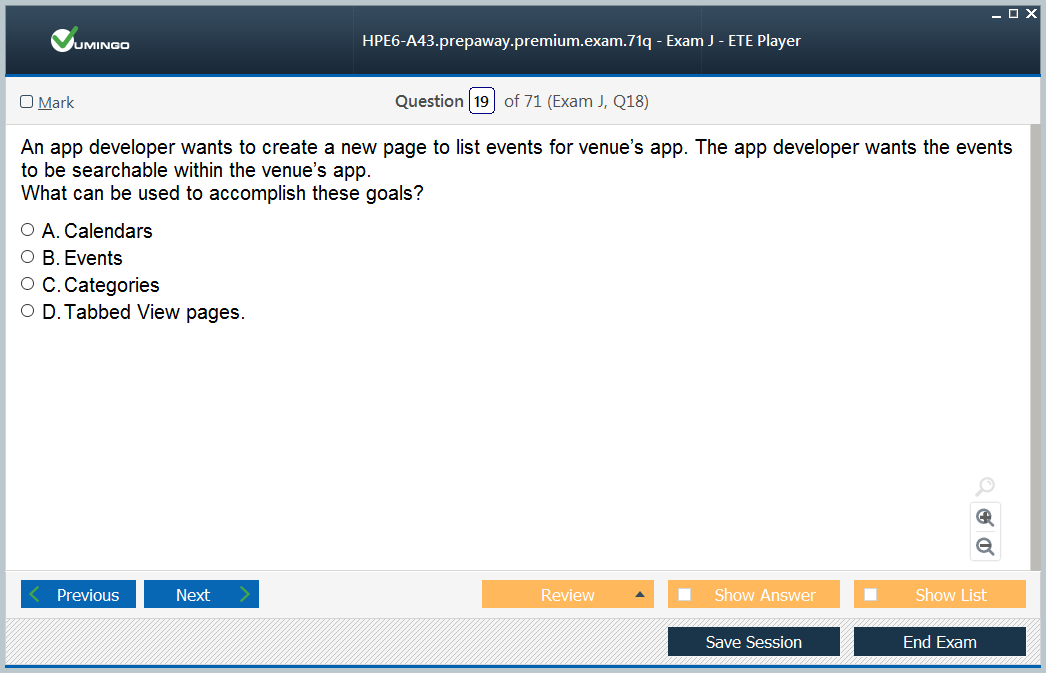 VUMINGO
HPE6-A43.prepaway.premium.exam.71q - Exam J - ETE Player
Mark
Question 19 of 71 (Exam J, Q18)
An app developer wants to create a new page to list events for venue's app. The app developer wants the events
to be searchable within the venue's app.
What can be used to accomplish these goals?
A. Calendars
B. Events
C. Categories
D. Tabbed View pages.
Previous
Next
Review
Show Answer
Show List
Save Session
End Exam